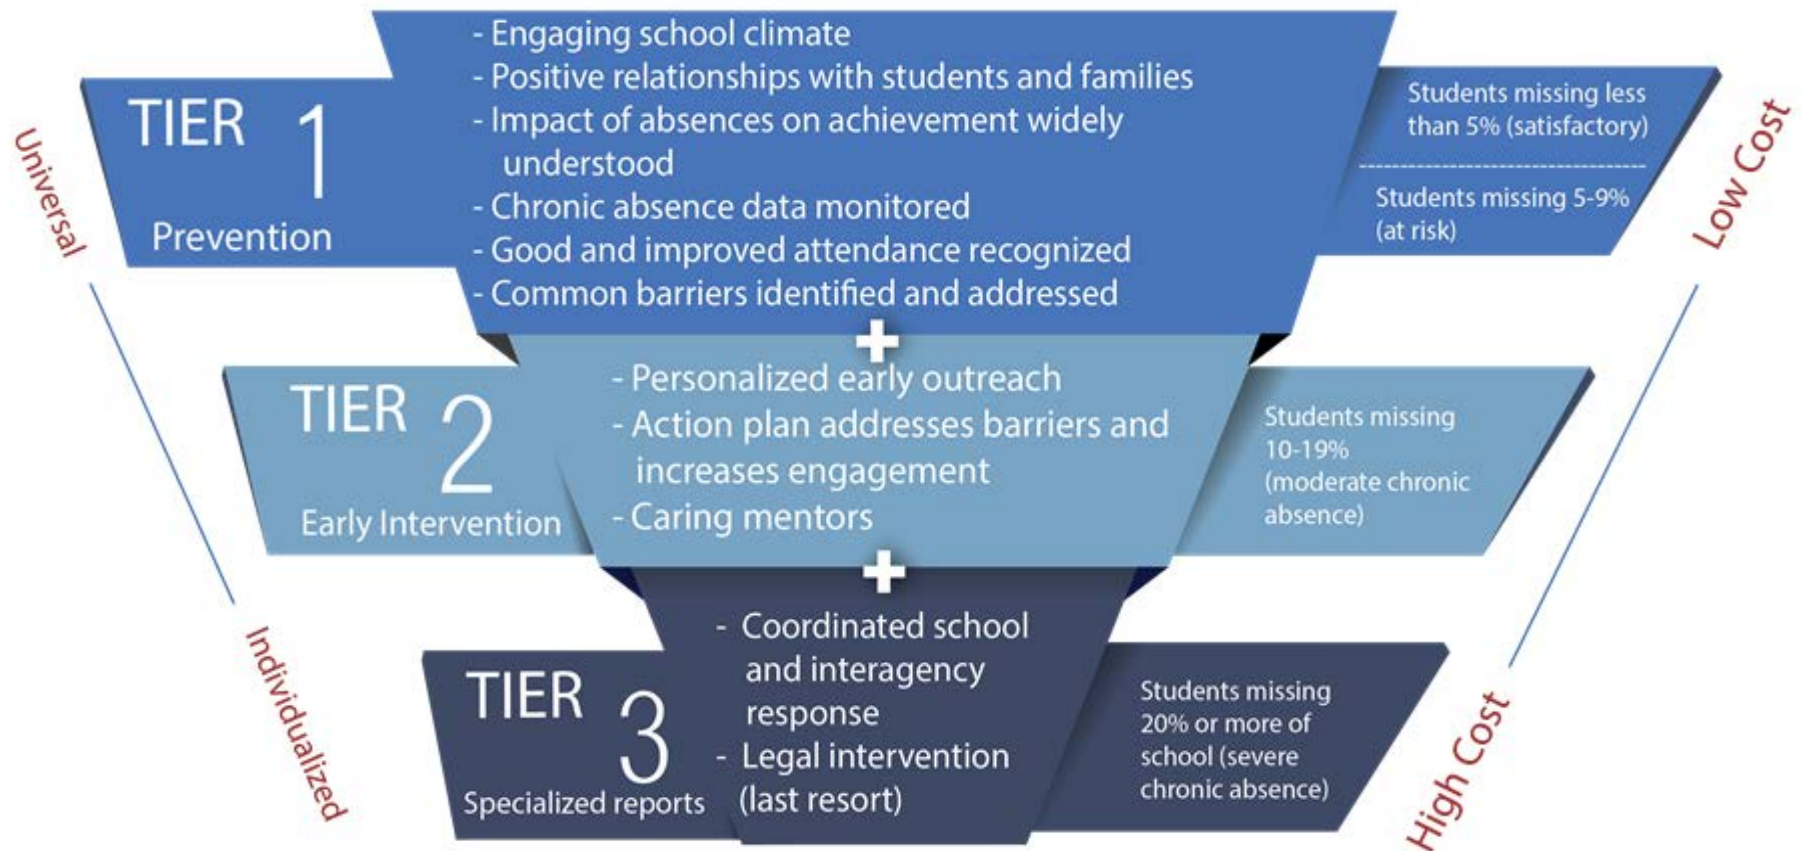 Universal
TIER 1
Prevention
- Engaging school climate
- Positive relationships with students and families
- Impact of absences on achievement widely
understood
- Chronic absence data monitored
- Good and improved attendance recognized
- Common barriers identified and addressed
Students missing less
than 5% (satisfactory)
Students missing 5-9%
(at risk)
Low Cost
+
TIER 2
Early Intervention
- Personalized early outreach
- Action plan addresses barriers and
increases engagement
- Caring mentors
Students missing
10-19%
(moderate chronic
absence)
+
Individualized
TIER 3
Specialized reports
- Coordinated school
and interagency
response
- Legal intervention
(last resort)
Students missing
20% or more of
school (severe
chronic absence)
High Cost